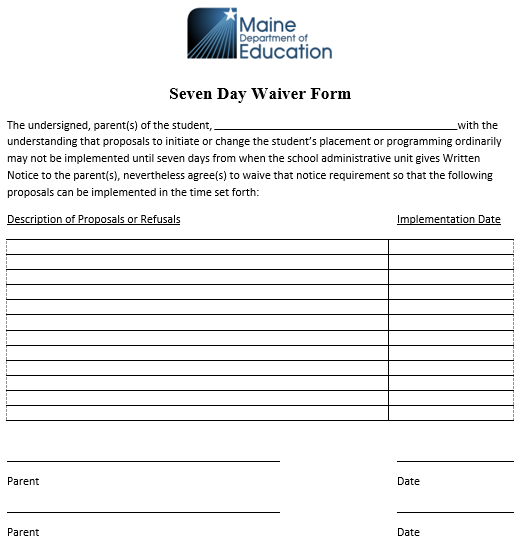 Maine
Department of
Education
Seven Day Waiver Form
The undersigned, parent(s) of the student, ________________________________________with the
understanding that proposals to initiate or change the student’s placement or programming ordinarily
may not be implemented until seven days from when the school administrative unit gives Written
Notice to the parent(s), nevertheless agree(s) to waive that notice requirement so that the following
proposals can be implemented in the time set forth:
Description of Proposals or Refusals Implementation Date
Parent Date
Parent Date